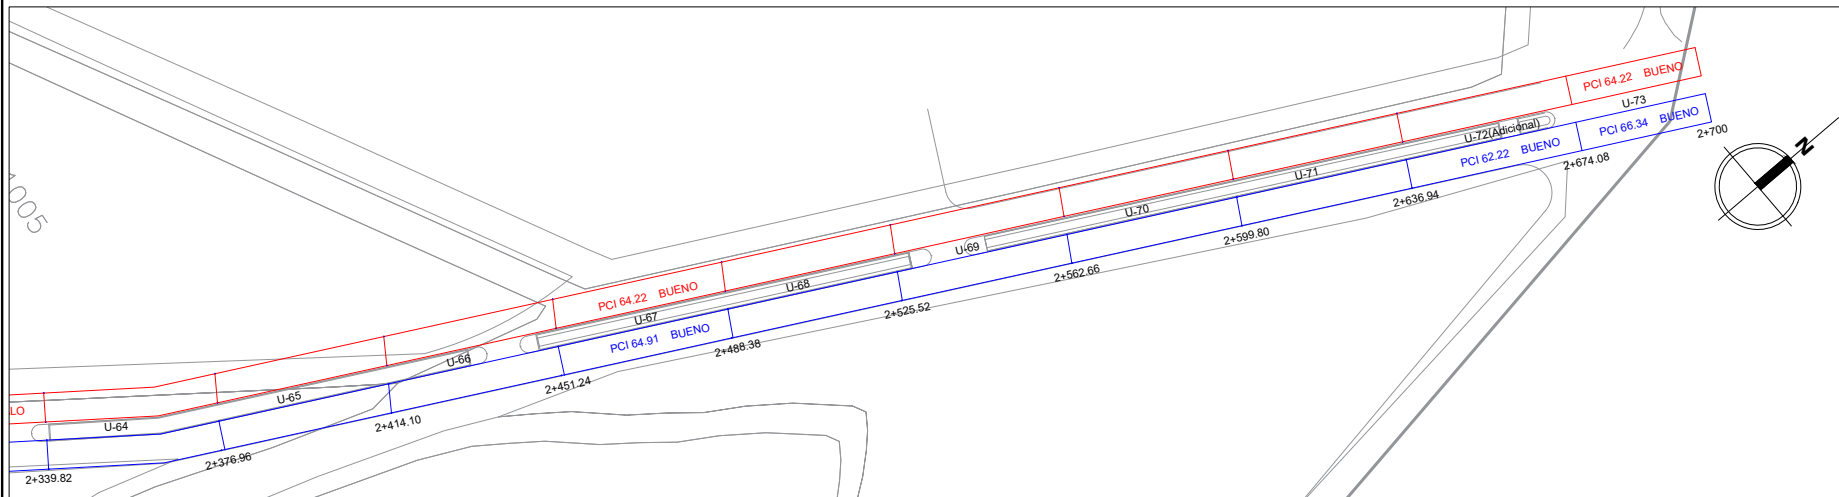 PCI 64.22 BUENO
U-73
PCI 66.34 BUENO
2+700
U-72(Adicional)
PCI 62.22 BUENO
2+674.08
N
U-71
2+636.94
U-70
2+599.80
U-69
2+562.66
U-68
2+525.52
PCI 64.22 BUENO
U-67
PCI 64.91 BUENO
2+488.38
U-66
2+451.24
U-65
2+414.10
LO
U-64
2+376.96
2+339.82
005